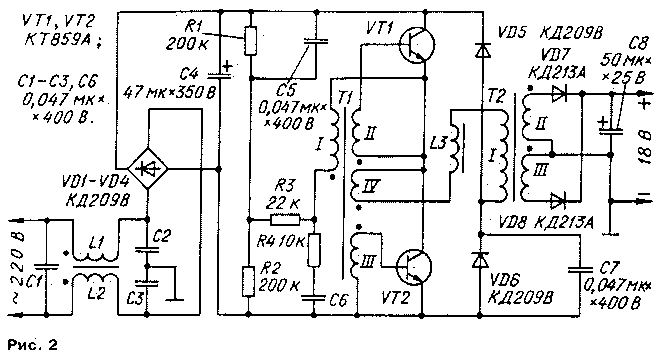 VT1, VT2
КТ859А;
C1-C3, C6
0,047 мк×
×400 В.
R1
200 к
C4
47 мк×350 В
C5
0,047 мк×
×400 В
VT1
VD5 КД209В
VD7
КД213А
C8
50 мк×
×25 В
T1
I
II
IV
III
L3
T2
I
II
III
+
18 В
−
VD1-VD4
КД209В
R3
22 к
R4 10 к
R2
200 к
C6
VT2
VD8 КД213А
VD6
КД209В
C7
0,047 мк×
×400 В
~220 В
C1
L1
L2
C2
C3
Рис. 2